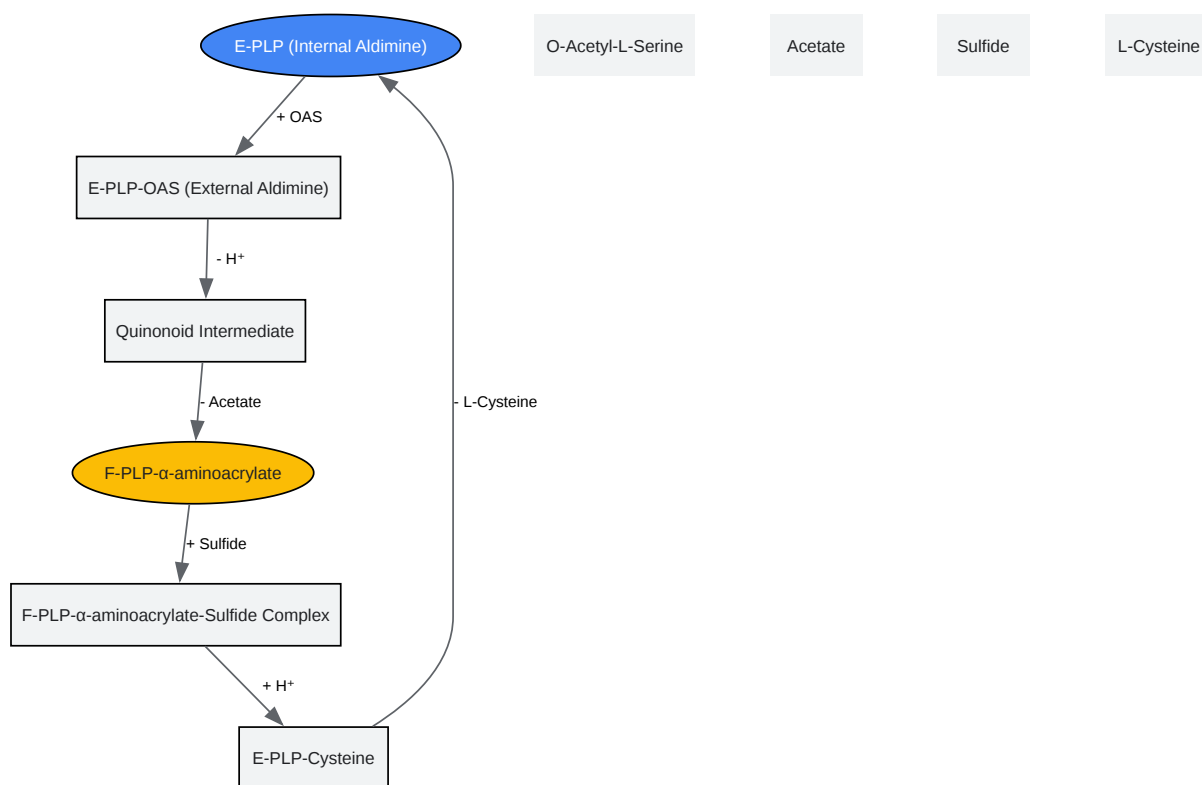 E-PLP (Internal Aldimine)
O-Acetyl-L-Serine
Acetate
Sulfide
L-Cysteine
+ OAS
E-PLP-OAS (External Aldimine)
- H⁺
Quinonoid Intermediate
- Acetate
- L-Cysteine
F-PLP-α-aminoacrylate
+ Sulfide
F-PLP-α-aminoacrylate-Sulfide Complex
+ H⁺
E-PLP-Cysteine